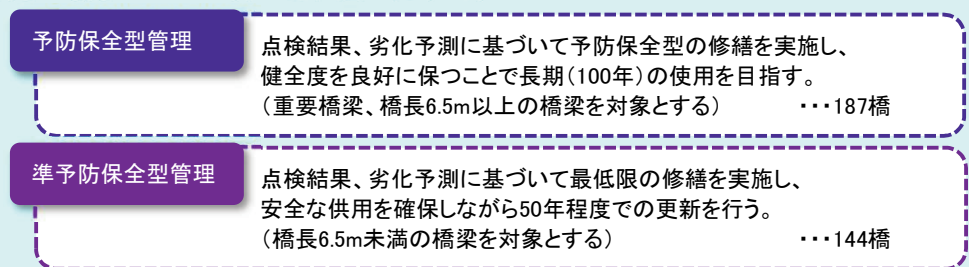 予防保全型管理
点検結果、劣化予測に基づいて予防保全型の修繕を実施し、
健全度を良好に保つことで長期(100年)の使用を目指す。
(重要橋梁、橋長6.5m以上の橋梁を対象とする) ・・・187橋
準予防保全型管理
点検結果、劣化予測に基づいて最低限の修繕を実施し、
安全な供用を確保しながら50年程度での更新を行う。
(橋長6.5m未満の橋梁を対象とする) ・・・144橋